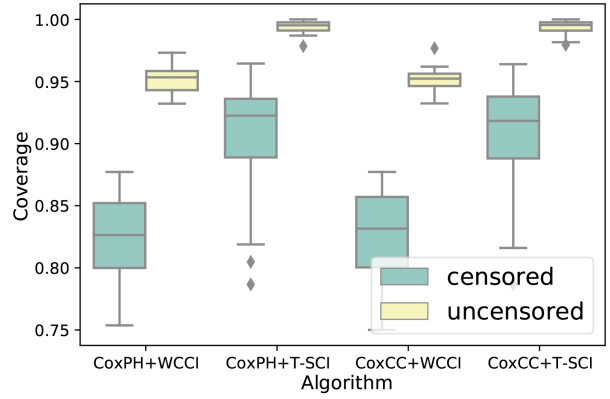 1.00
0.95
0.90
0.85
0.80
0.75
Coverage
censored
uncensored
CoxPH+WCCI CoxPH+T-SCI CoxCC+WCCI CoxCC+T-SCI
Algorithm